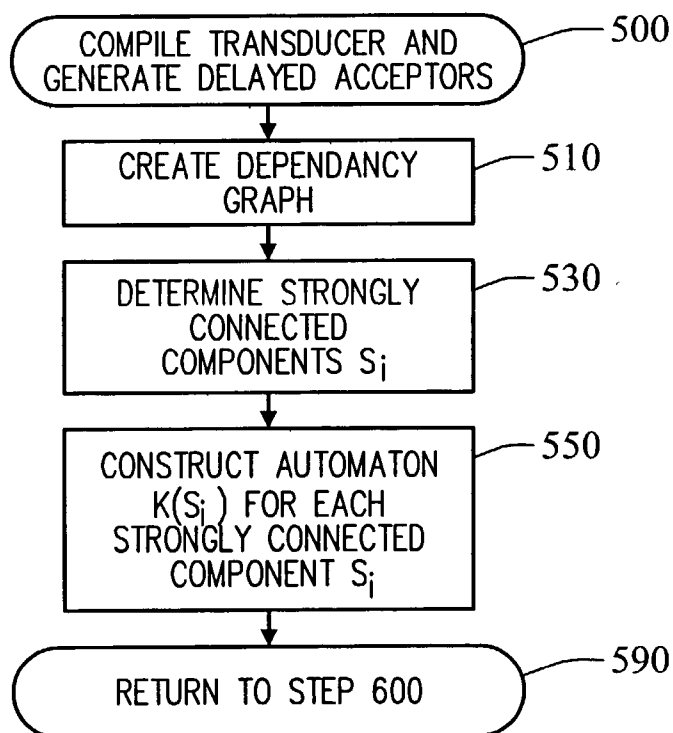 COMPILE TRANSDUCER AND
GENERATE DELAYED ACCEPTORS
500
CREATE DEPENDANCY
GRAPH
510
DETERMINE STRONGLY
CONNECTED
COMPONENTS Si
530
CONSTRUCT AUTOMATON
K(Si) FOR EACH
STRONGLY CONNECTED
COMPONENT Si
550
RETURN TO STEP 600
590